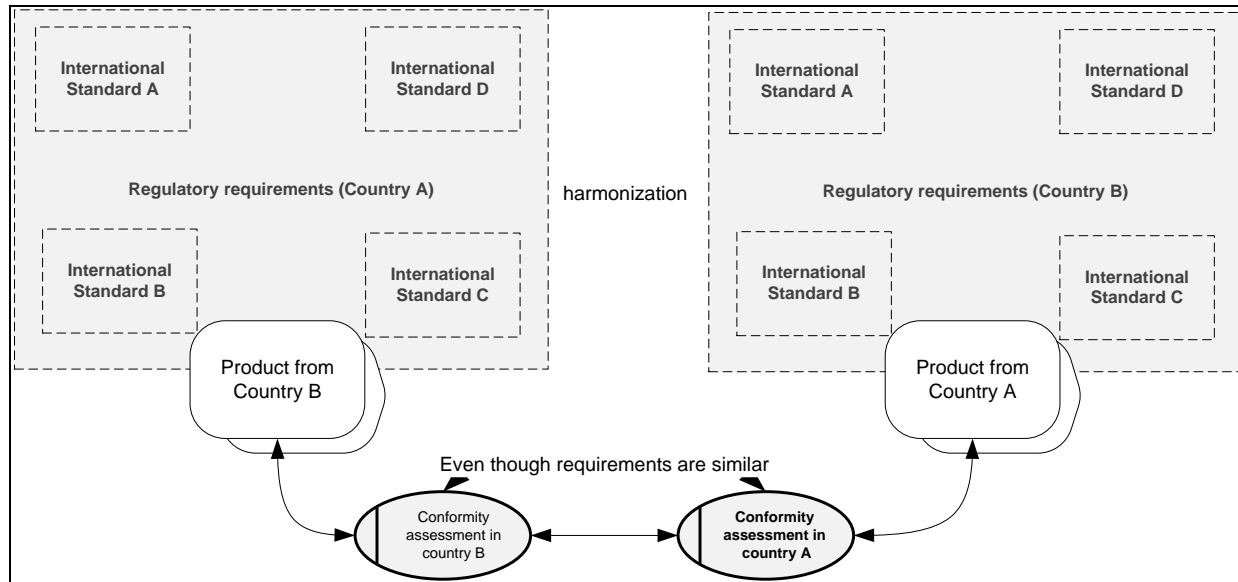 International
Standard A
International
Standard D
Regulatory requirements (Country A)
International
Standard B
International
Standard C
Product from
Country B
harmonization
International
Standard A
International
Standard D
Regulatory requirements (Country B)
International
Standard B
International
Standard C
Product from
Country A
Even though requirements are similar
Conformity
assessment in
country B
Conformity
assessment in
country A